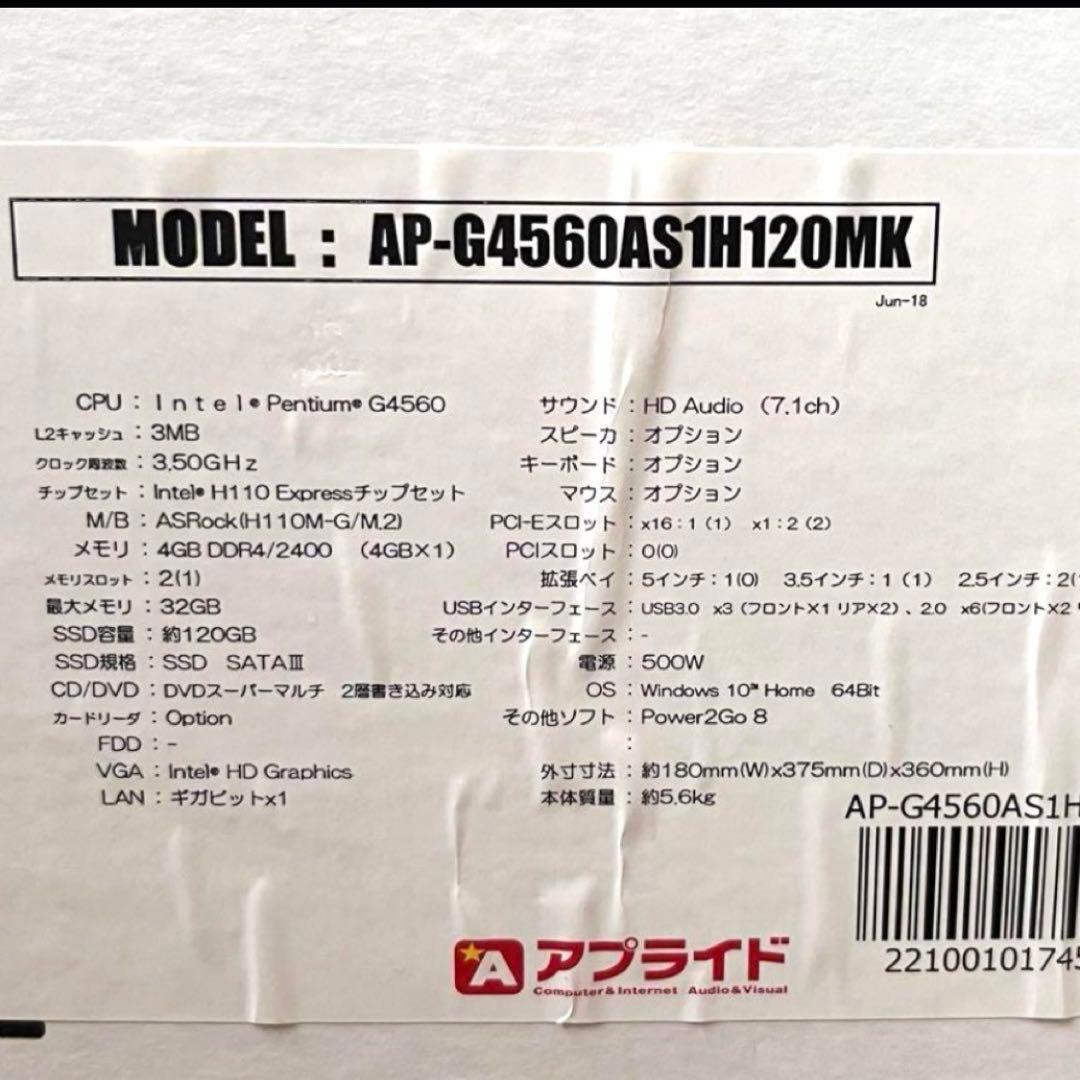 MODEL : AP-G4560AS1H120MK
Jun-18
CPU : Intel® Pentium® G4560
L2キャッシュ : 3MB
クロック周波数 : 3.50GHz
チップセット : Intel® H110 Expressチップセット
M/B : ASRock(H110M-G/M.2)
メモリ : 4GB DDR4/2400 (4GB×1)
メモリスロット : 2(1)
最大メモリ : 32GB
SSD容量 : 約120GB
SSD規格 : SSD SATAⅢ
CD/DVD : DVDスーパーマルチ 2層書き込み対応
カードリーダ : Option
FDD : -
VGA : Intel® HD Graphics
LAN : ギガビットx1
サウンド : HD Audio (7.1ch)
スピーカ : オプション
キーボード : オプション
マウス : オプション
PCI-Eスロット : x16:1(1) x1:2(2)
PCIスロット : 0(0)
拡張ベイ : 5インチ:1(0) 3.5インチ:1(1) 2.5インチ:2(
USBインターフェース : USB3.0 x3(フロント×1 リア×2)、2.0 x6(フロント×2
その他インターフェース : -
電源 : 500W
OS : Windows 10™ Home 64Bit
その他ソフト : Power2Go 8
:
外寸寸法 : 約180mm(W)x375mm(D)x360mm(H)
本体質量 : 約5.6kg
AP-G4560AS1H
22100101745
アプライド
Computer & Internet Audio & Visual